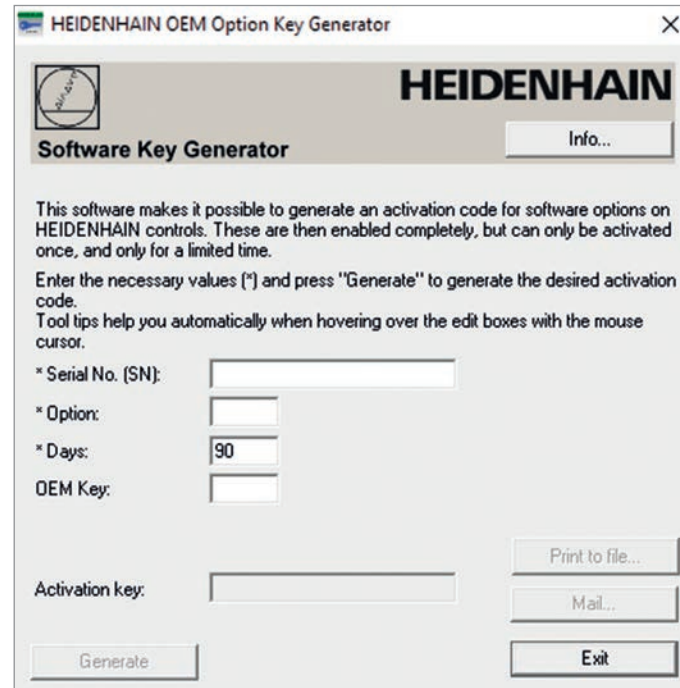 HEIDENHAIN OEM Option Key Generator
HEIDENHAIN
Software Key Generator
Info...
This software makes it possible to generate an activation code for software options on
HEIDENHAIN controls. These are then enabled completely, but can only be activated
once, and only for a limited time.
Enter the necessary values (*) and press "Generate" to generate the desired activation
code.
Tool tips help you automatically when hovering over the edit boxes with the mouse
cursor.
* Serial No. (SN):
* Option:
* Days: 90
OEM Key:
Print to file...
Activation key:
Mail...
Generate
Exit